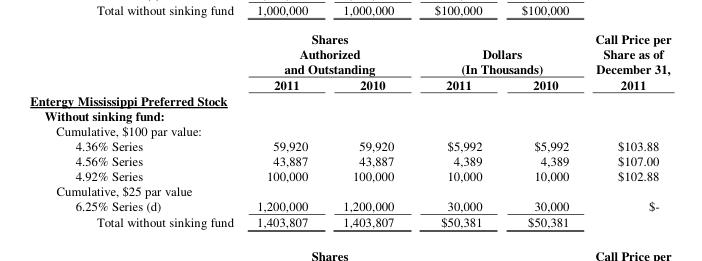 Total without sinking fund 1,000,000 1,000,000 $100,000 $100,000
Shares Call Price per
Authorized Dollars Share as of
and Outstanding (In Thousands) December 31,
2011 2010 2011 2010 2011
Entergy Mississippi Preferred Stock
Without sinking fund:
Cumulative, $100 par value:
4.36% Series 59,920 59,920 $5,992 $5,992 $103.88
4.56% Series 43,887 43,887 4,389 4,389 $107.00
4.92% Series 100,000 100,000 10,000 10,000 $102.88
Cumulative, $25 par value
6.25% Series (d) 1,200,000 1,200,000 30,000 30,000 $-
Total without sinking fund 1,403,807 1,403,807 $50,381 $50,381
Shares Call Price per